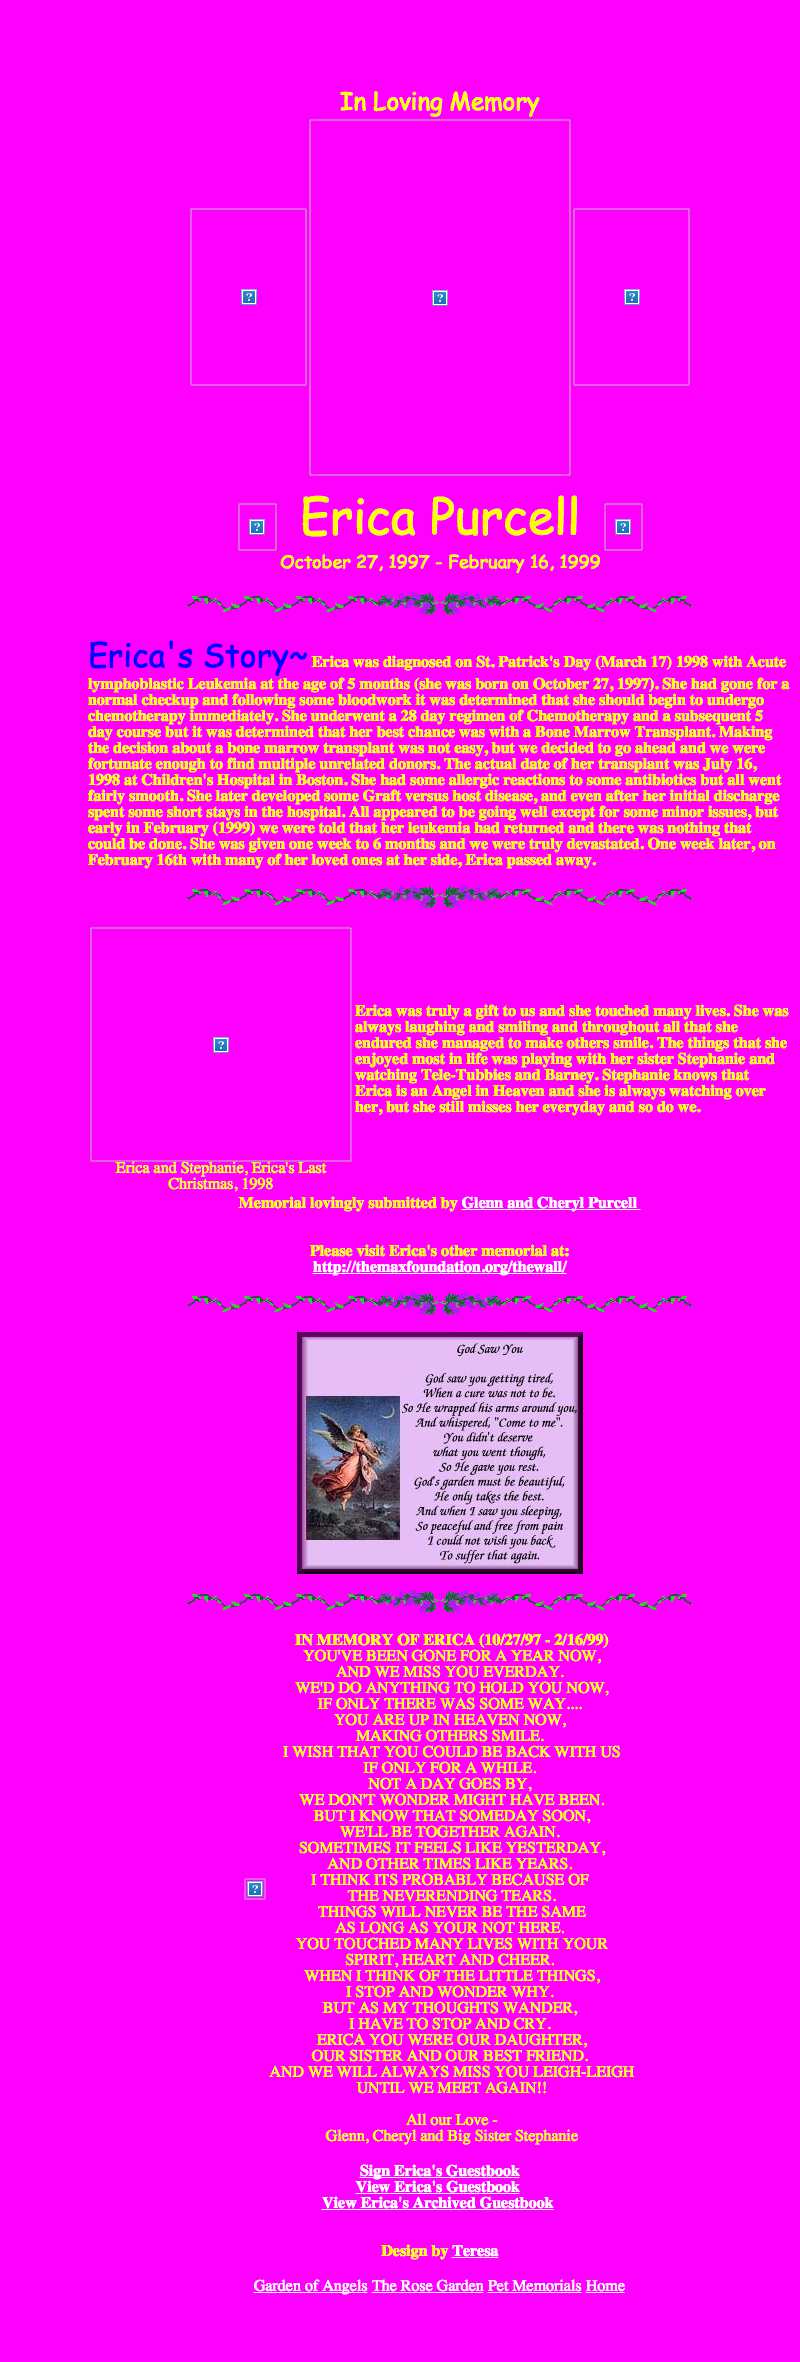 In Loving Memory
Erica Purcell
October 27, 1997 - February 16, 1999
Erica's Story~ Erica was diagnosed on St. Patrick's Day (March 17) 1998 with Acute
lymphoblastic Leukemia at the age of 5 months (she was born on October 27, 1997). She had gone for a
normal checkup and following some bloodwork it was determined that she should begin to undergo
chemotherapy immediately. She underwent a 28 day regimen of Chemotherapy and a subsequent 5
day course but it was determined that her best chance was with a Bone Marrow Transplant. Making
the decision about a bone marrow transplant was not easy, but we decided to go ahead and we were
fortunate enough to find multiple unrelated donors. The actual date of her transplant was July 16,
1998 at Children's Hospital in Boston. She had some allergic reactions to some antibiotics but all went
fairly smooth. She later developed some Graft versus host disease, and even after her initial discharge
spent some short stays in the hospital. All appeared to be going well except for some minor issues, but
early in February (1999) we were told that her leukemia had returned and there was nothing that
could be done. She was given one week to 6 months and we were truly devastated. One week later, on
February 16th with many of her loved ones at her side, Erica passed away.
Erica was truly a gift to us and she touched many lives. She was
always laughing and smiling and throughout all that she
endured she managed to make others smile. The things that she
enjoyed most in life was playing with her sister Stephanie and
watching Tele-Tubbies and Barney. Stephanie knows that
Erica is an Angel in Heaven and she is always watching over
her, but she still misses her everyday and so do we.
Erica and Stephanie, Erica's Last
Christmas, 1998
Memorial lovingly submitted by Glenn and Cheryl Purcell
Please visit Erica's other memorial at:
http://themaxfoundation.org/thewall/
God Saw You
God saw you getting tired,
When a cure was not to be.
So He wrapped his arms around you,
And whispered, "Come to me".
You didn't deserve
what you went though,
So He gave you rest.
God's garden must be beautiful,
He only takes the best.
And when I saw you sleeping,
So peaceful and free from pain
I could not wish you back
To suffer that again.
IN MEMORY OF ERICA (10/27/97 - 2/16/99)
YOU'VE BEEN GONE FOR A YEAR NOW,
AND WE MISS YOU EVERDAY.
WE'D DO ANYTHING TO HOLD YOU NOW,
IF ONLY THERE WAS SOME WAY....
YOU ARE UP IN HEAVEN NOW,
MAKING OTHERS SMILE.
I WISH THAT YOU COULD BE BACK WITH US
IF ONLY FOR A WHILE.
NOT A DAY GOES BY,
WE DON'T WONDER MIGHT HAVE BEEN.
BUT I KNOW THAT SOMEDAY SOON,
WE'LL BE TOGETHER AGAIN.
SOMETIMES IT FEELS LIKE YESTERDAY,
AND OTHER TIMES LIKE YEARS.
I THINK ITS PROBABLY BECAUSE OF
THE NEVERENDING TEARS.
THINGS WILL NEVER BE THE SAME
AS LONG AS YOUR NOT HERE.
YOU TOUCHED MANY LIVES WITH YOUR
SPIRIT, HEART AND CHEER.
WHEN I THINK OF THE LITTLE THINGS,
I STOP AND WONDER WHY.
BUT AS MY THOUGHTS WANDER,
I HAVE TO STOP AND CRY.
ERICA YOU WERE OUR DAUGHTER,
OUR SISTER AND OUR BEST FRIEND.
AND WE WILL ALWAYS MISS YOU LEIGH-LEIGH
UNTIL WE MEET AGAIN!!
All our Love -
Glenn, Cheryl and Big Sister Stephanie
Sign Erica's Guestbook
View Erica's Guestbook
View Erica's Archived Guestbook
Design by Teresa
Garden of Angels The Rose Garden Pet Memorials Home